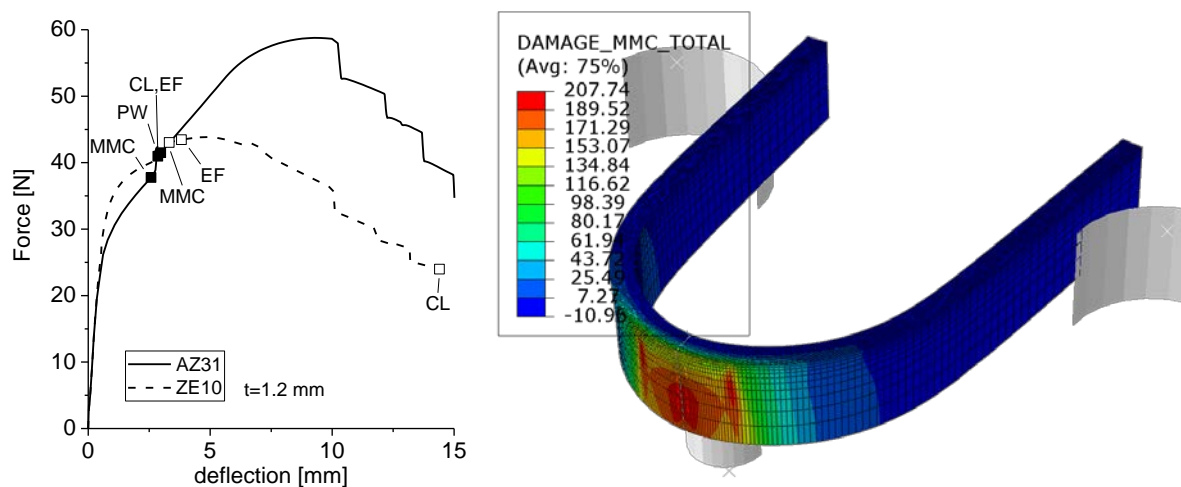 60
50
40
30
20
10
0
Force [N]
CL,EF
PW
MMC
MMC
EF
CL
AZ31
ZE10
t=1.2 mm
0 5 10 15
deflection [mm]
DAMAGE_MMC_TOTAL
(Avg: 75%)
207.74
189.52
171.29
153.07
134.84
116.62
98.39
80.17
61.94
43.72
25.49
7.27
-10.96